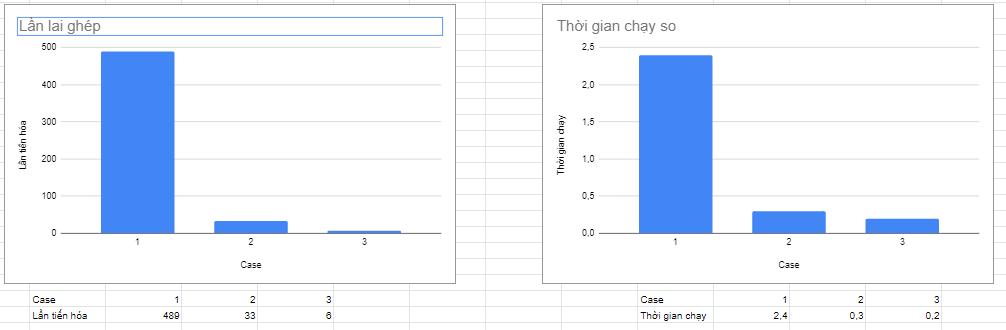 Lần lai ghép
500
400
300
200
100
0
Lần tiến hóa
1 2 3
Case
Case 1 2 3
Lần tiến hóa 489 33 6
Thời gian chạy so
2,5
2,0
1,5
1,0
0,5
0,0
Thời gian chạy
1 2 3
Case
Case 1 2 3
Thời gian chạy 2,4 0,3 0,2